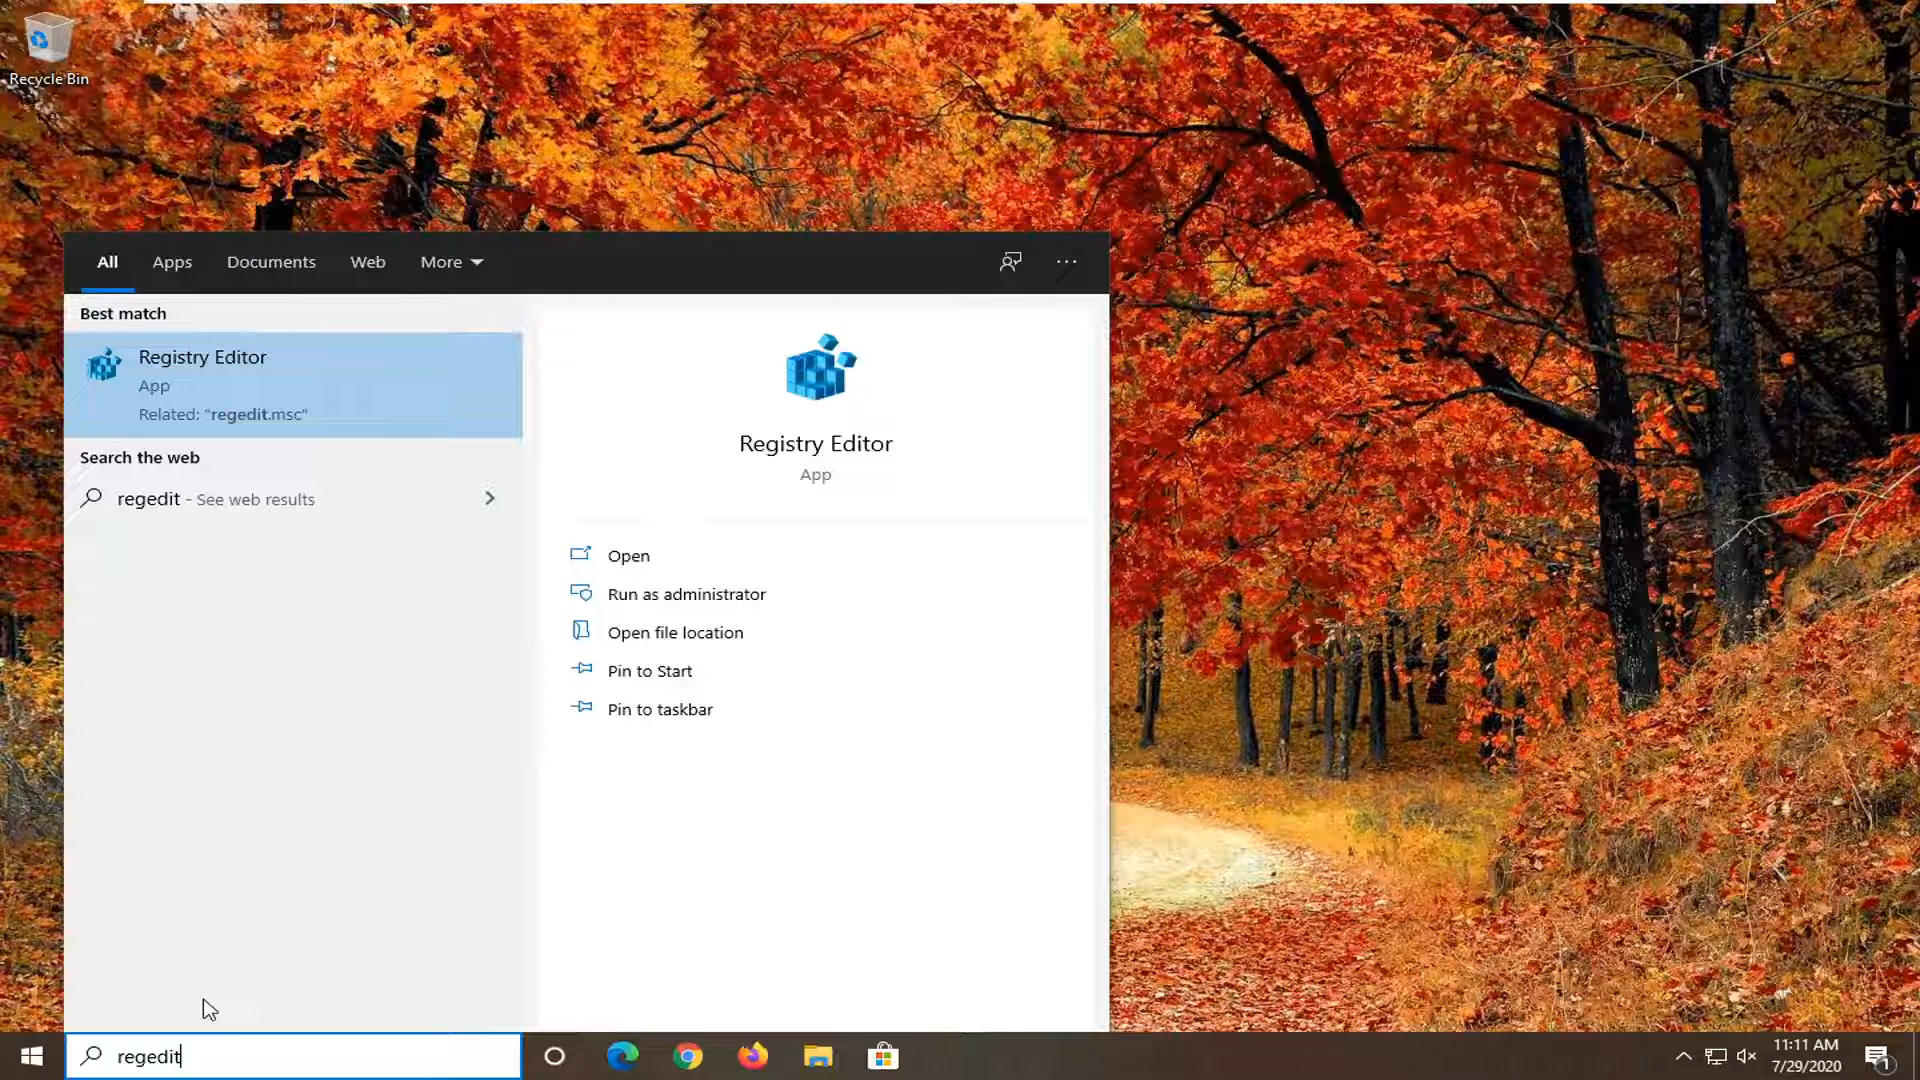 Recycle Bin
All Apps Documents Web More
Best match
Registry Editor
App
Related: "regedit.msc"
Search the web
regedit - See web results
Registry Editor
App
Open
Run as administrator
Open file location
Pin to Start
Pin to taskbar
regedit
11:11 AM
7/29/2020
1